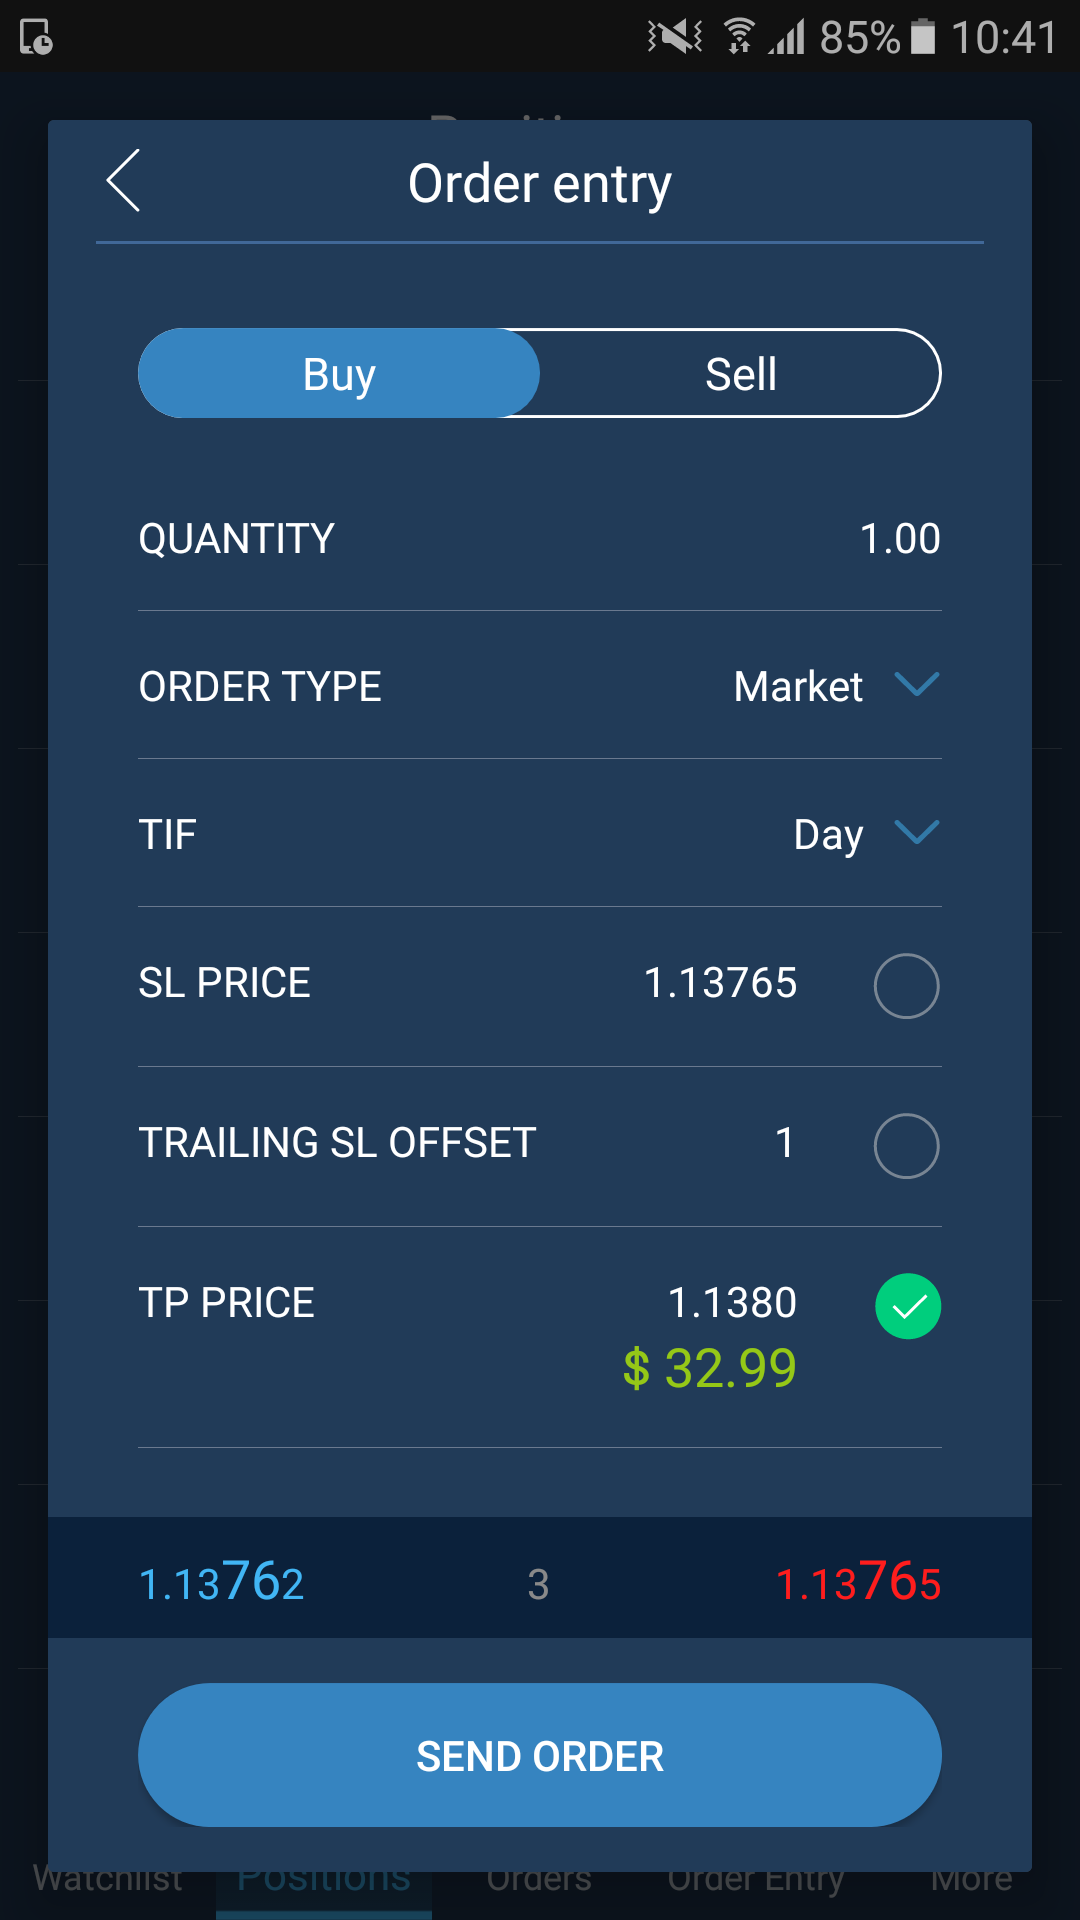 85% 10:41
Order entry
Buy Sell
QUANTITY 1.00
ORDER TYPE Market
TIF Day
SL PRICE 1.13765
TRAILING SL OFFSET 1
TP PRICE 1.1380
$ 32.99
1.13762 3 1.13765
SEND ORDER
Watchlist Positions Orders Order Entry More